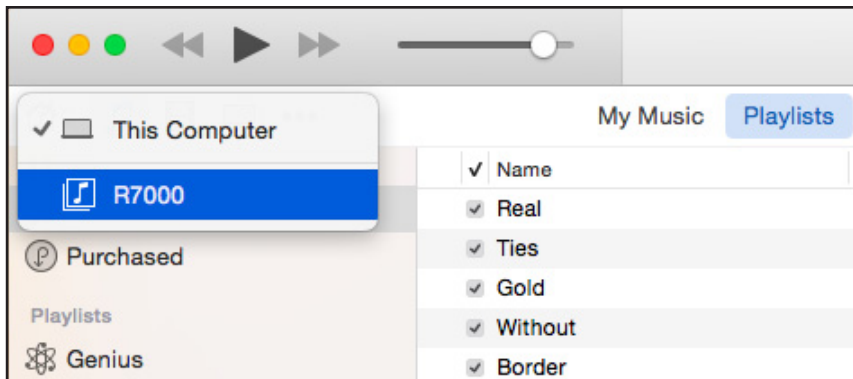 My Music Playlists
This Computer
R7000
Purchased
Playlists
Genius
Name
Real
Ties
Gold
Without
Border